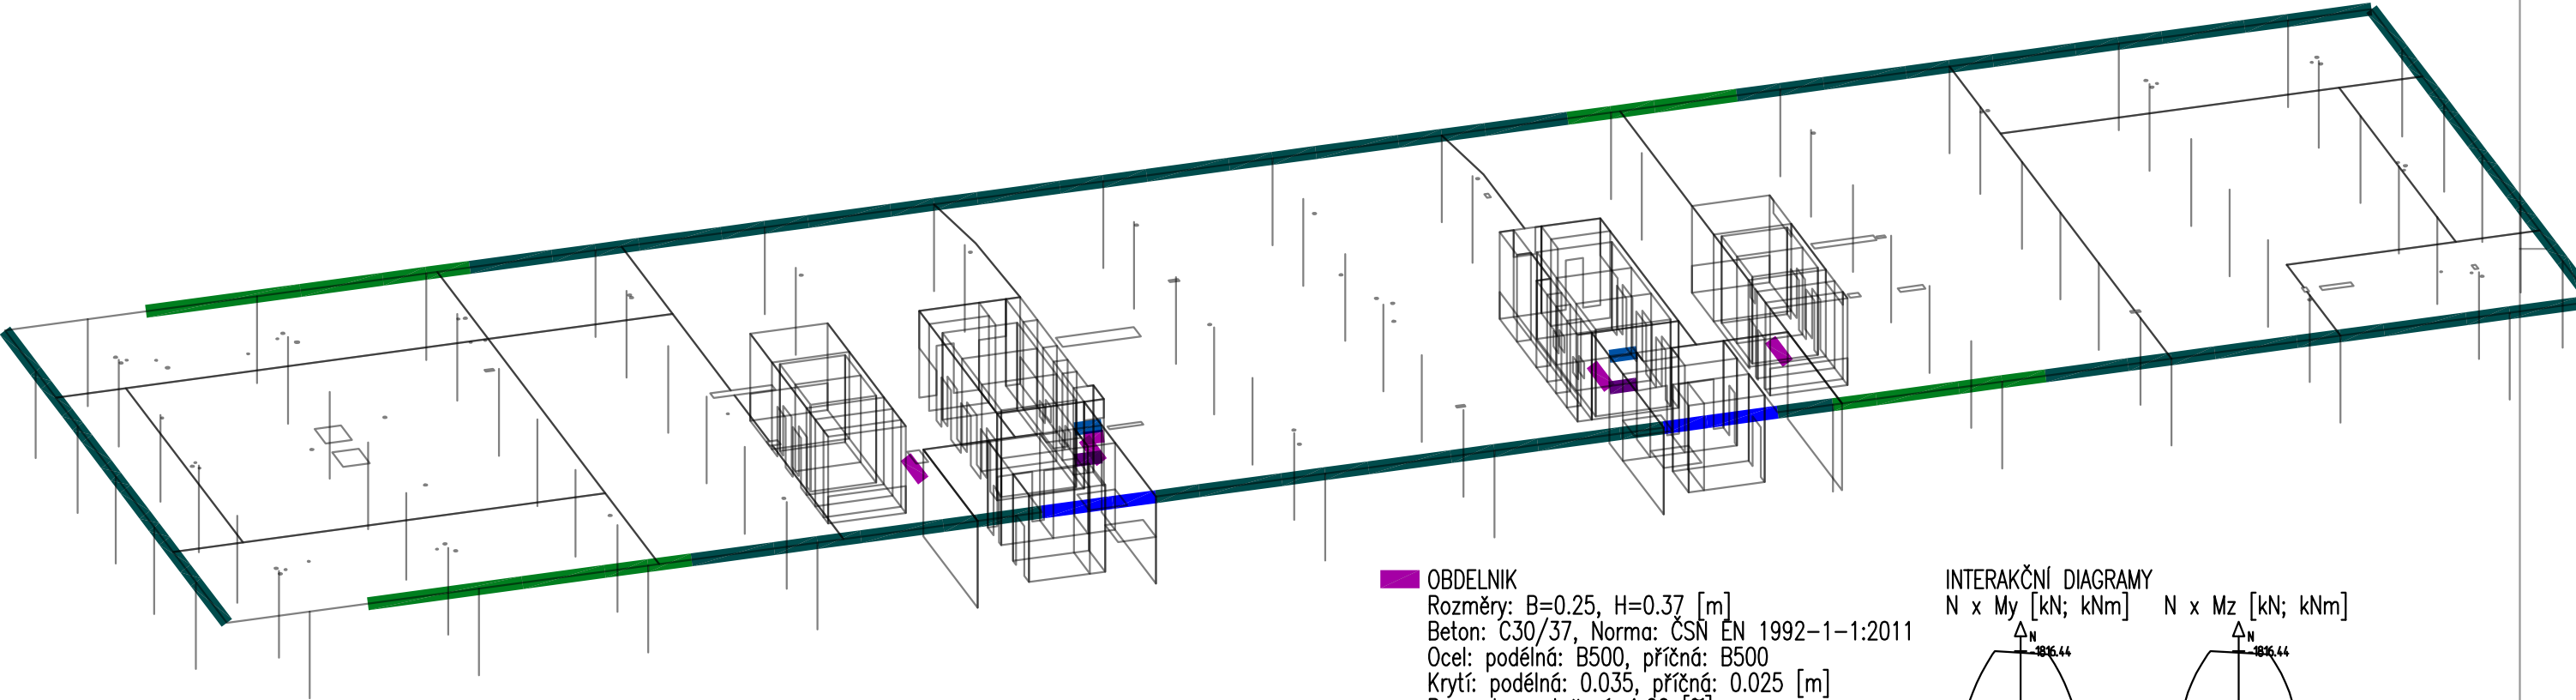 OBDELNIK
Rozměry: B=0.25, H=0.37 [m]
Beton: C30/37, Norma: ČSN EN 1992-1-1:2011
Ocel: podélná: B500, příčná: B500
Krytí: podélná: 0.035, příčná: 0.025 [m]
INTERAKČNÍ DIAGRAMY
N x My [kN; kNm] N x Mz [kN; kNm]
N N
-1816.44 -1816.44